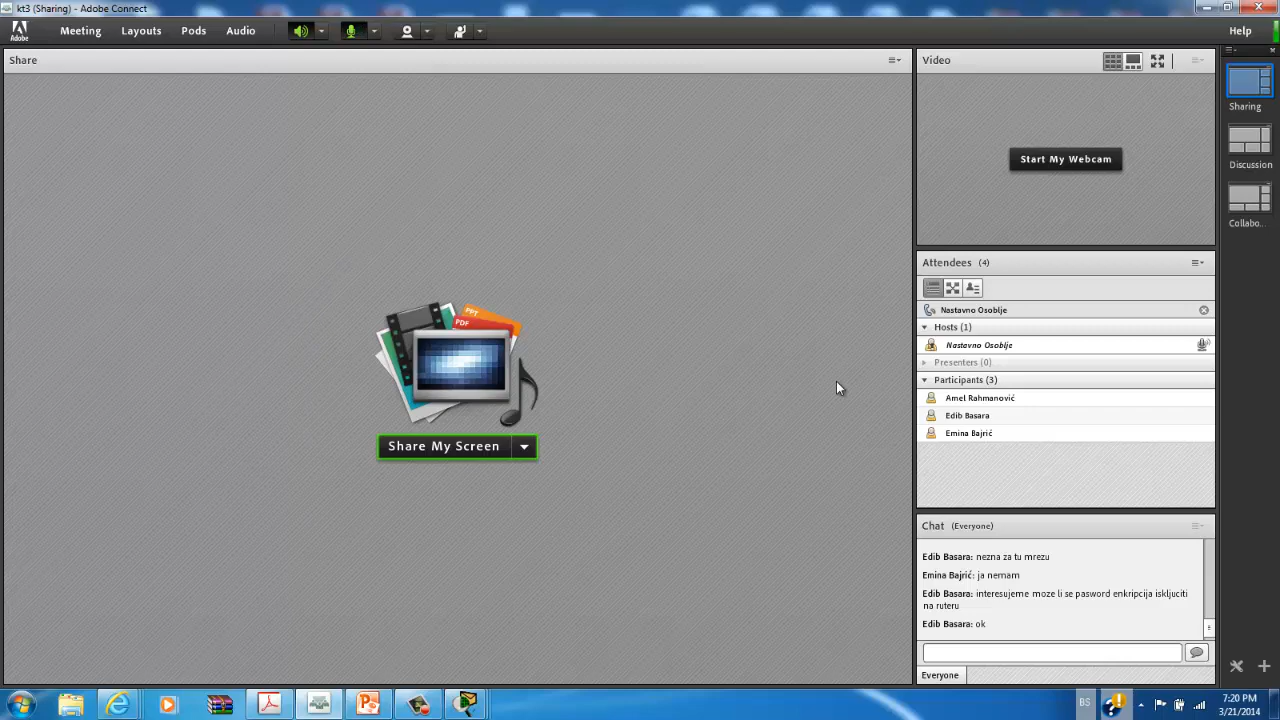 kt3 (Sharing) - Adobe Connect
Adobe
Meeting Layouts Pods Audio Help
Share
Video
Start My Webcam
Sharing
Discussion
Collabo...
PPT
PDF
Share My Screen
Attendees (4)
Nastavno Osoblje
Hosts (1)
Nastavno Osoblje
Presenters (0)
Participants (3)
Amel Rahmanović
Edib Basara
Emina Bajrić
Chat (Everyone)
Edib Basara: nezna za tu mrezu
Emina Bajrić: ja nemam
Edib Basara: interesujeme moze li se pasword enkripcija iskljuciti
na ruteru
Edib Basara: ok
Everyone
BS
7:20 PM
3/21/2014